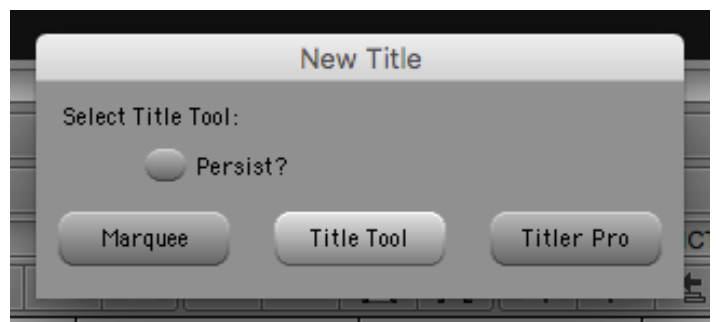 New Title
Select Title Tool:
Persist?
Marquee Title Tool Titler Pro